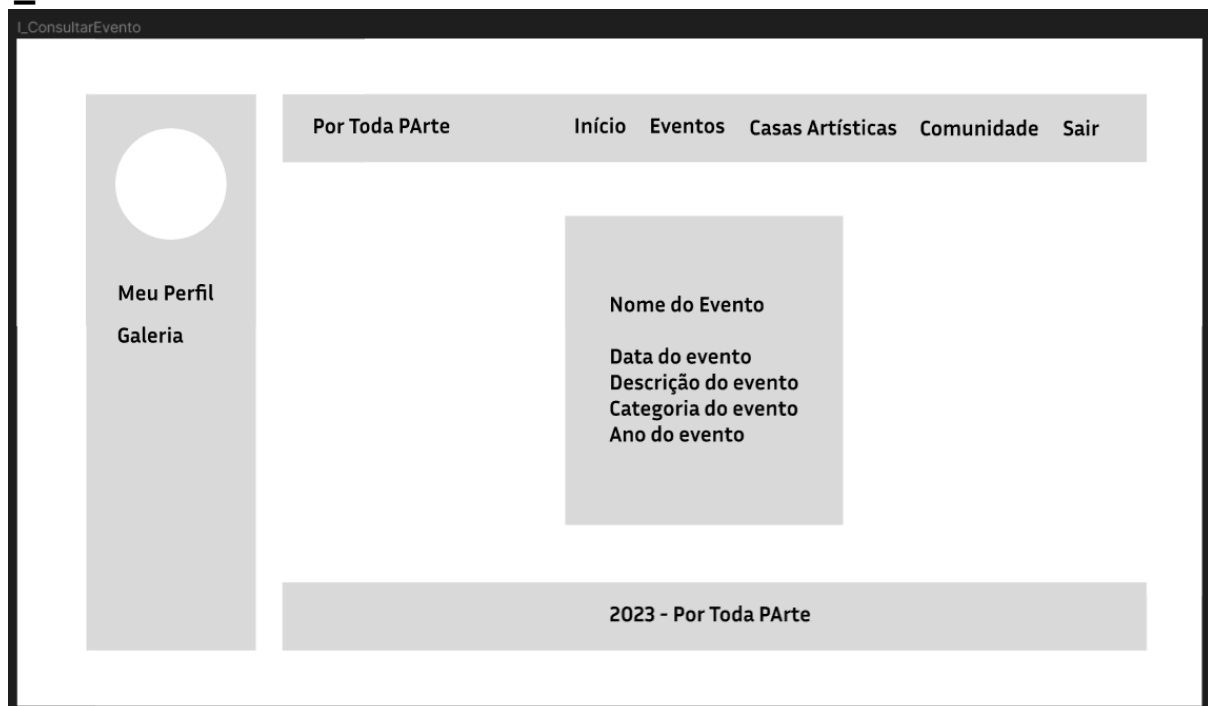 I_ConsultarEvento
Por Toda PArte Início Eventos Casas Artísticas Comunidade Sair
Meu Perfil
Galeria
Nome do Evento
Data do evento
Descrição do evento
Categoria do evento
Ano do evento
2023 - Por Toda PArte